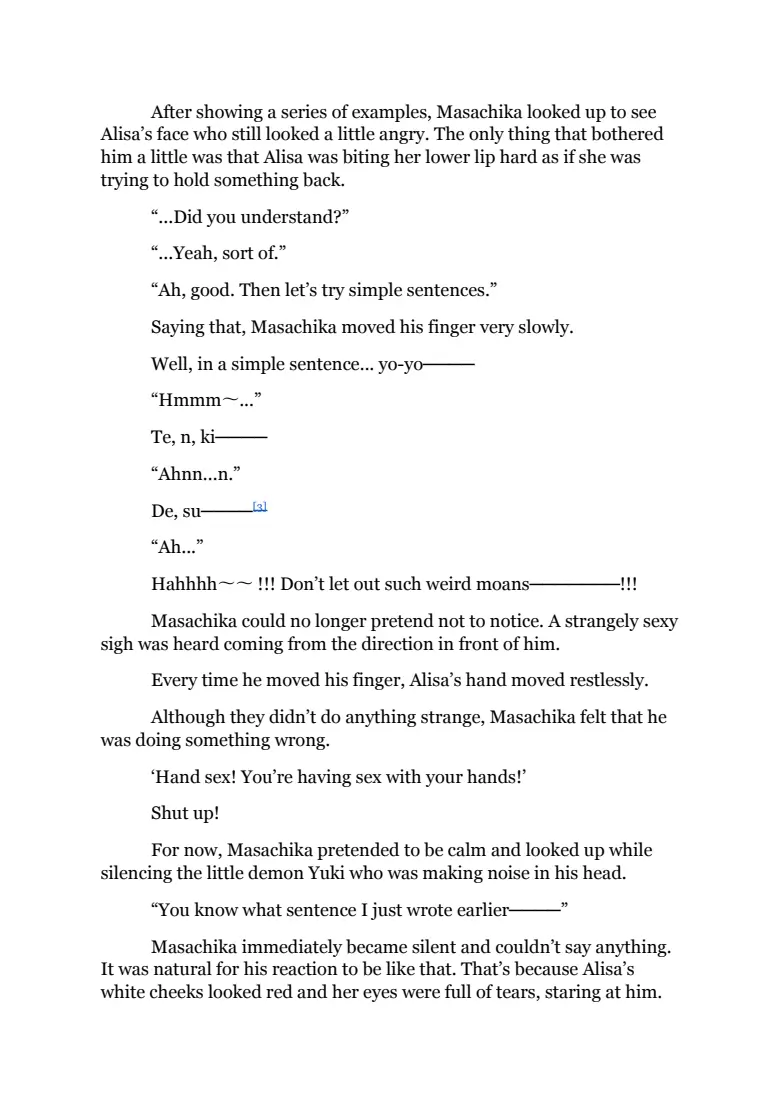 After showing a series of examples, Masachika looked up to see
Alisa’s face who still looked a little angry. The only thing that bothered
him a little was that Alisa was biting her lower lip hard as if she was
trying to hold something back.
“...Did you understand?”
“...Yeah, sort of.”
“Ah, good. Then let’s try simple sentences.”
Saying that, Masachika moved his finger very slowly.
Well, in a simple sentence... yo-yo———
“Hmmm～...”
Te, n, ki———
“Ahnn...n.”
De, su———[3]
“Ah...”
Hahhhh～～ !!! Don’t let out such weird moans—————!!!
Masachika could no longer pretend not to notice. A strangely sexy
sigh was heard coming from the direction in front of him.
Every time he moved his finger, Alisa’s hand moved restlessly.
Although they didn’t do anything strange, Masachika felt that he
was doing something wrong.
‘Hand sex! You’re having sex with your hands!’
Shut up!
For now, Masachika pretended to be calm and looked up while
silencing the little demon Yuki who was making noise in his head.
“You know what sentence I just wrote earlier———”
Masachika immediately became silent and couldn’t say anything.
It was natural for his reaction to be like that. That’s because Alisa’s
white cheeks looked red and her eyes were full of tears, staring at him.